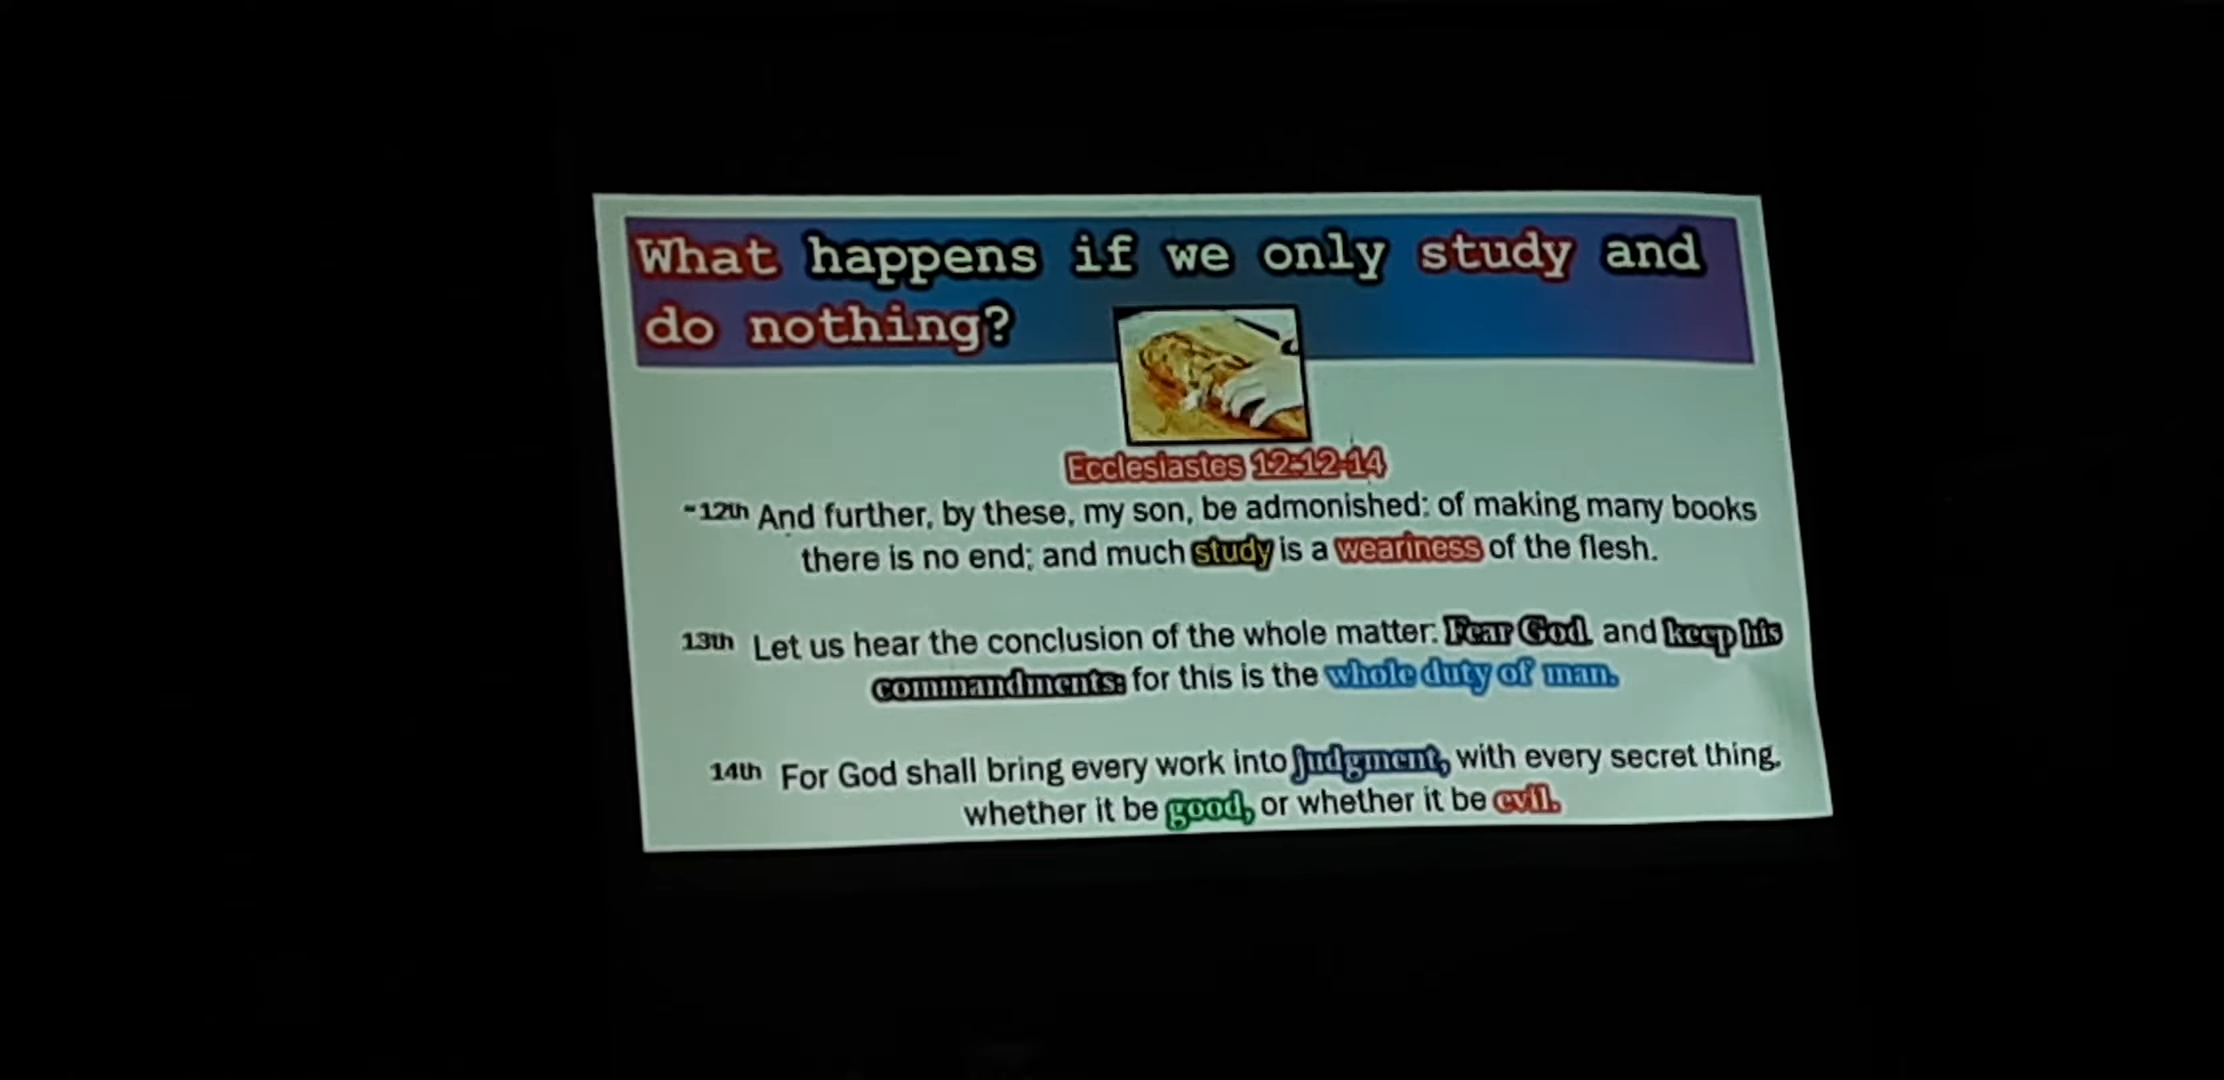 What happens if we only study and
do nothing?
Ecclesiastes 12:12-14
~12th And further, by these, my son, be admonished: of making many books
there is no end; and much study is a weariness of the flesh.
13th Let us hear the conclusion of the whole matter: Fear God, and keep his
commandments: for this is the whole duty of man.
14th For God shall bring every work into judgment, with every secret thing,
whether it be good, or whether it be evil.